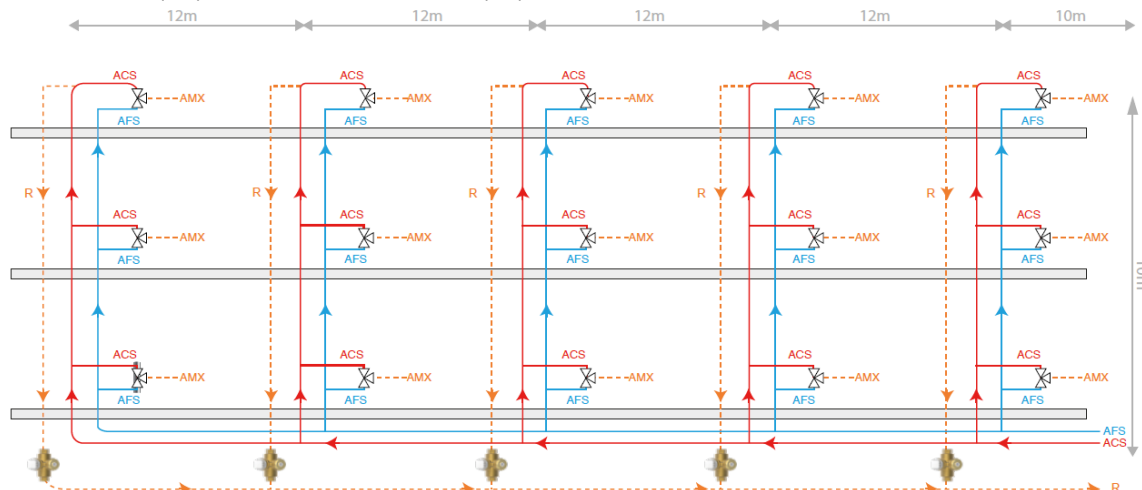 12m 12m 12m 12m 10m
ACS ACS ACS ACS ACS
AMX AMX AMX AMX AMX
AFS AFS AFS AFS AFS
R R R R R
ACS ACS ACS ACS ACS
AMX AMX AMX AMX AMX
AFS AFS AFS AFS AFS
ACS ACS ACS ACS ACS
AMX AMX AMX AMX AMX
AFS AFS AFS AFS AFS
AFS
ACS
R